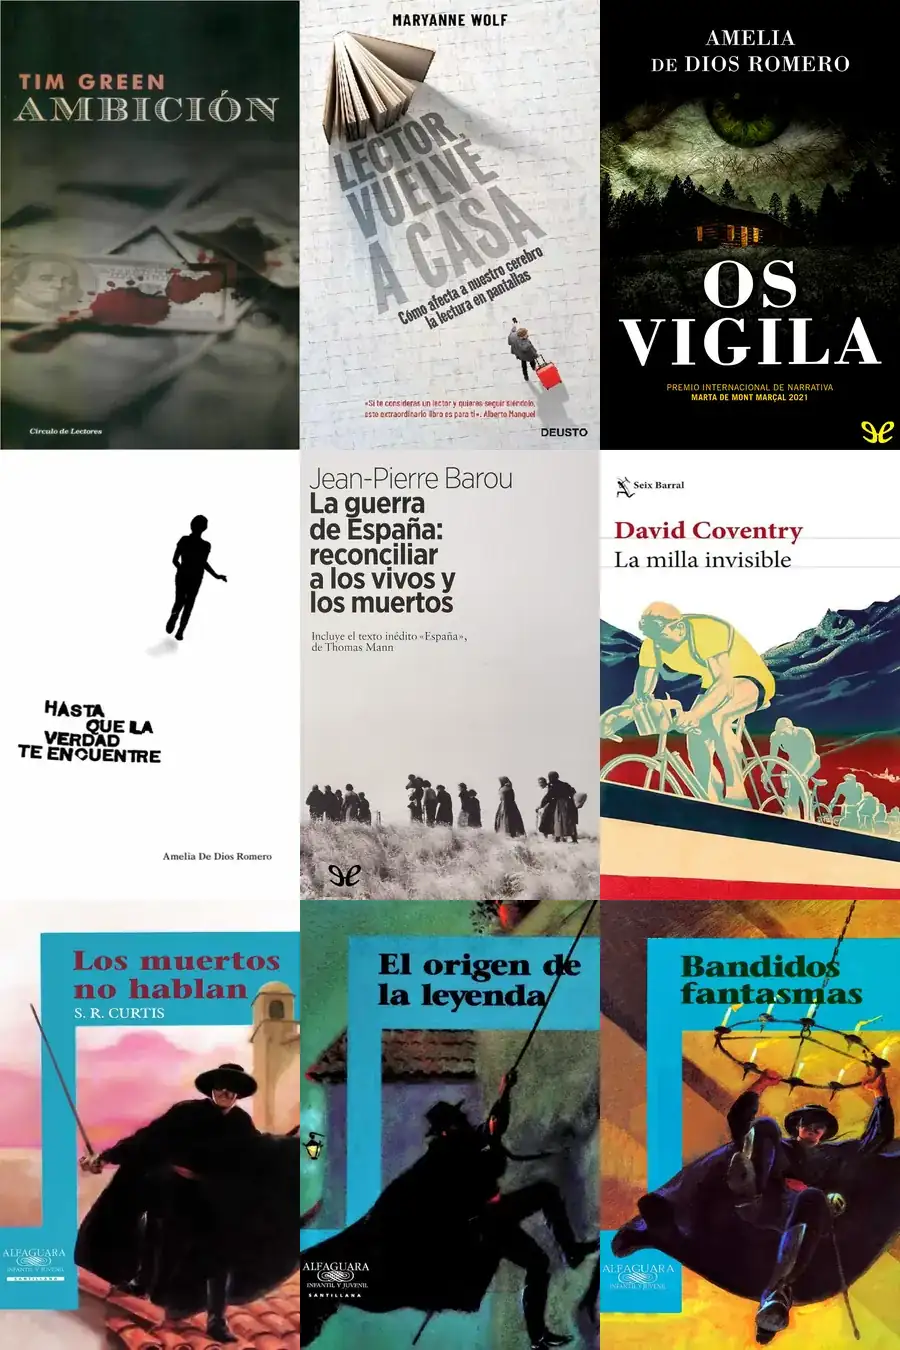 TIM GREEN
AMBICIÓN
Círculo de Lectores
MARYANNE WOLF
LECTOR,
VUELVE
A CASA
Cómo afecta a nuestro cerebro
la lectura en pantallas
«Si te consideras un lector y quieres seguir siéndolo,
este extraordinario libro es para ti». Alberto Manguel
DEUSTO
AMELIA
DE DIOS ROMERO
OS
VIGILA
PREMIO INTERNACIONAL DE NARRATIVA
MARTA DE MONT MARÇAL 2021
HASTA
QUE LA
VERDAD
TE ENCUENTRE
Amelia De Dios Romero
Jean-Pierre Barou
La guerra
de España:
reconciliar
a los vivos y
los muertos
Incluye el texto inédito «España»,
de Thomas Mann
Seix Barral
David Coventry
La milla invisible
Los muertos
no hablan
S. R. CURTIS
ALFAGUARA
INFANTIL Y JUVENIL
SANTILLANA
El origen de
la leyenda
ALFAGUARA
INFANTIL Y JUVENIL
SANTILLANA
Bandidos
fantasmas
ALFAGUARA
INFANTIL Y JUVENIL